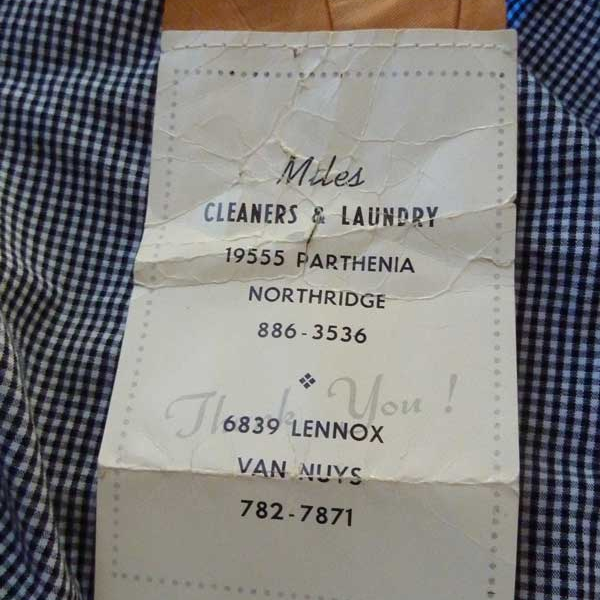 Miles
CLEANERS & LAUNDRY
19555 PARTHENIA
NORTHRIDGE
886-3536
Thank You!
6839 LENNOX
VAN NUYS
782-7871